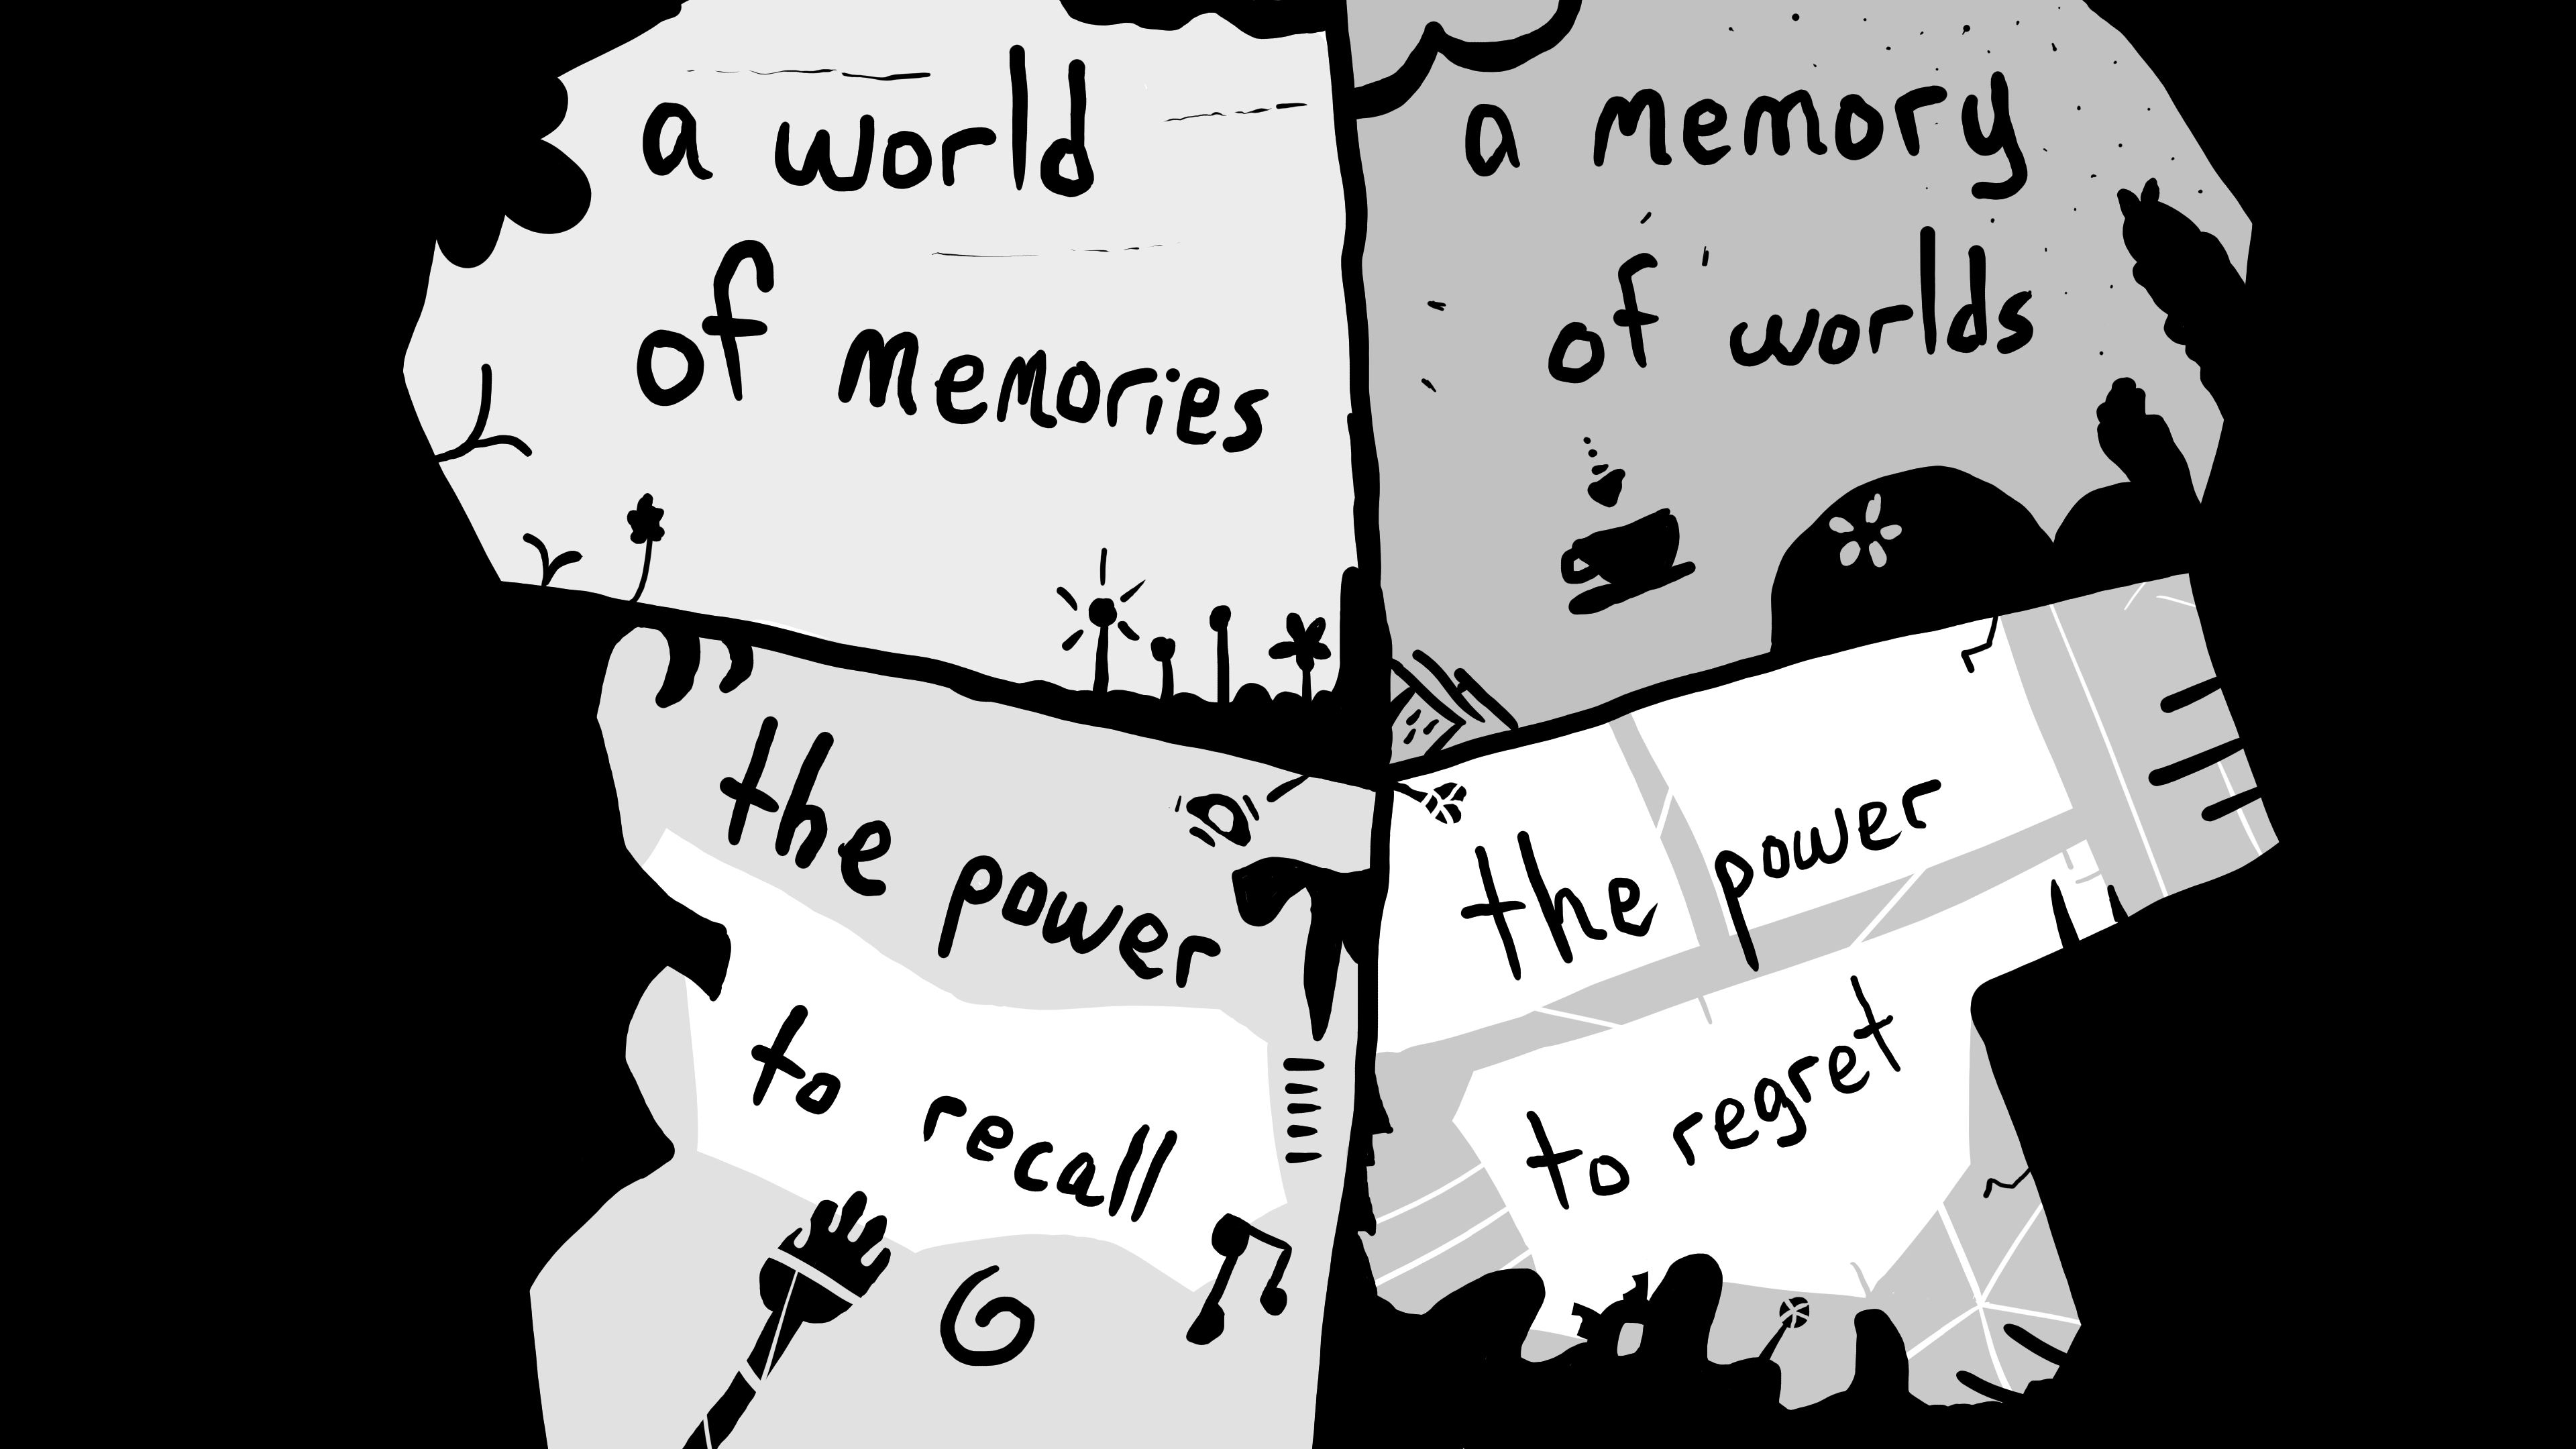 a world
of memories
a memory
of worlds
the power
to recall
the power
to regret